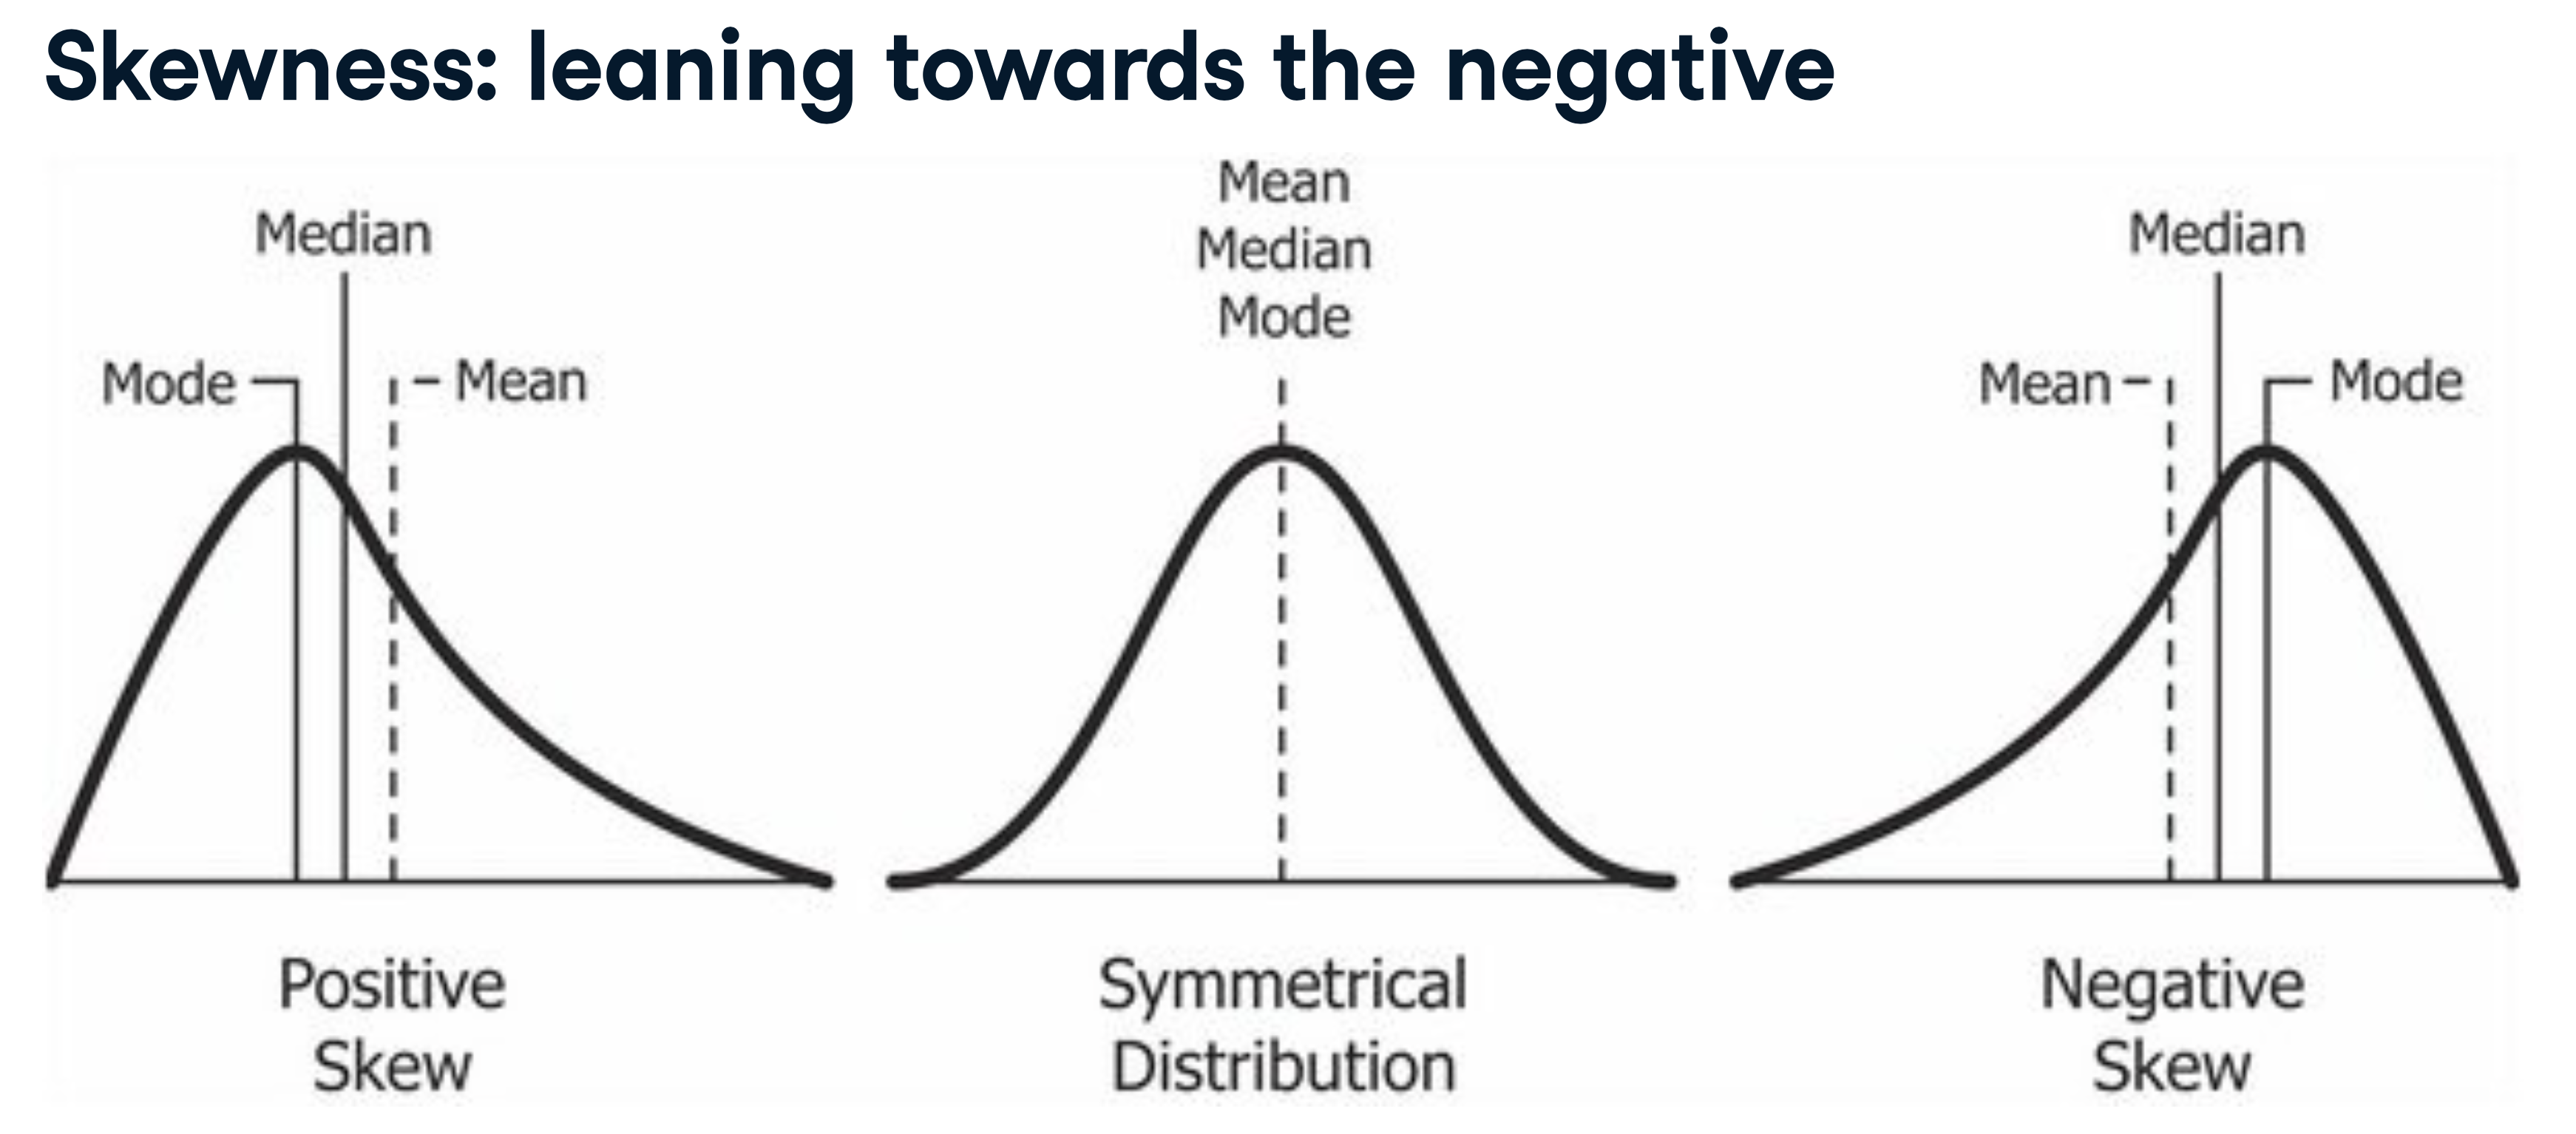 Skewness: leaning towards the negative
Median
Mode
Mean
Positive
Skew
Mean
Median
Mode
Symmetrical
Distribution
Median
Mean
Mode
Negative
Skew